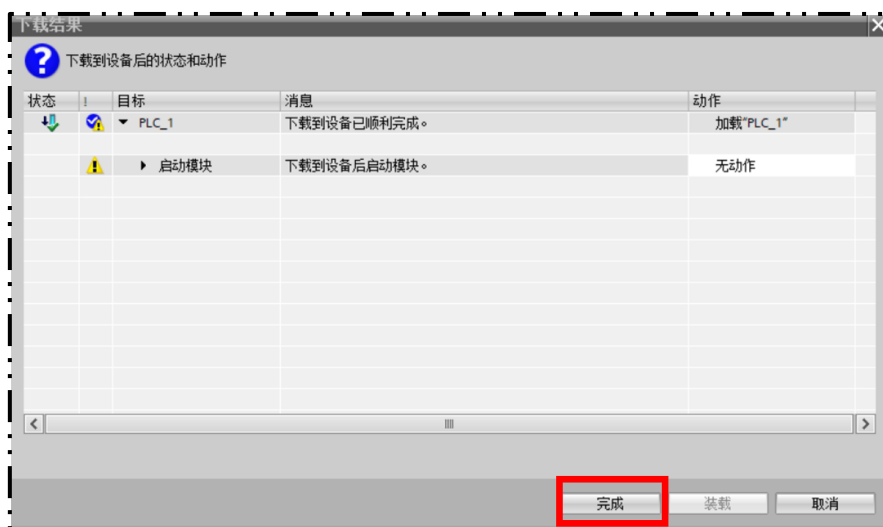 下载结果
下载到设备后的状态和动作
状态 ! 目标 消息 动作
PLC_1 下载到设备已顺利完成。 加载"PLC_1"
启动模块 下载到设备后启动模块。 无动作
完成 装载 取消